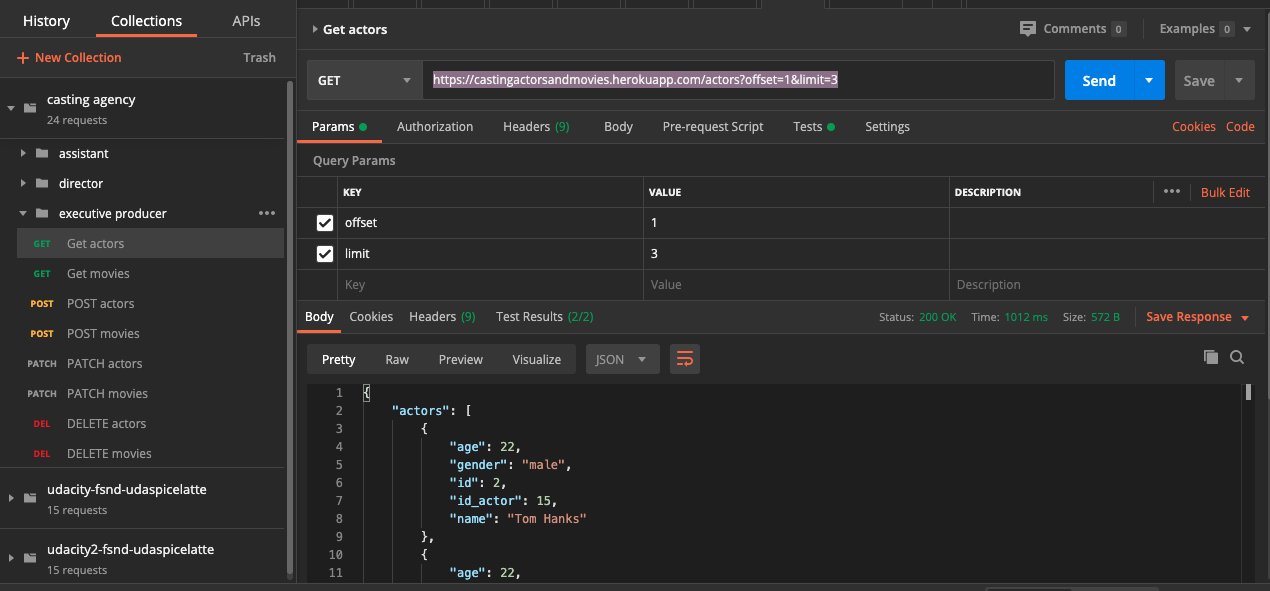 History Collections APIs
+ New Collection Trash
casting agency
24 requests
assistant
director
executive producer
GET Get actors
GET Get movies
POST POST actors
POST POST movies
PATCH PATCH actors
PATCH PATCH movies
DEL DELETE actors
DEL DELETE movies
udacity-fsnd-udaspicelatte
15 requests
udacity2-fsnd-udaspicelatte
15 requests
Get actors Comments 0 Examples 0
GET https://castingactorsandmovies.herokuapp.com/actors?offset=1&limit=3 Send Save
Params Authorization Headers (9) Body Pre-request Script Tests Settings Cookies Code
Query Params
KEY VALUE DESCRIPTION ••• Bulk Edit
offset 1
limit 3
Key Value Description
Body Cookies Headers (9) Test Results (2/2) Status: 200 OK Time: 1012 ms Size: 572 B Save Response
Pretty Raw Preview Visualize JSON
1 {
2 "actors": [
3 {
4 "age": 22,
5 "gender": "male",
6 "id": 2,
7 "id_actor": 15,
8 "name": "Tom Hanks"
9 },
10 {
11 "age": 22,